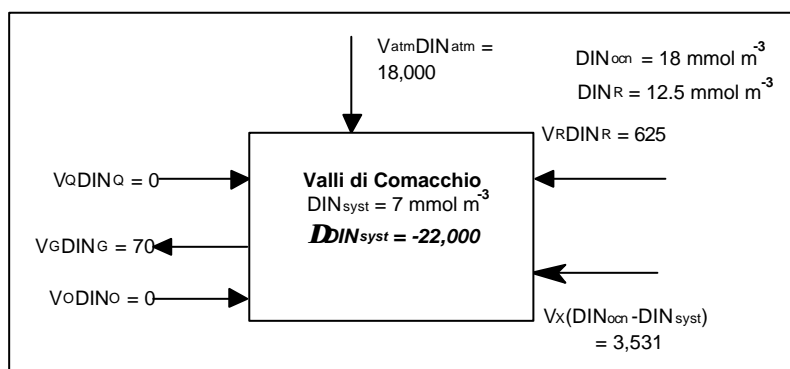 VatmDINatm =
18,000
DINocn = 18 mmol m-3
DINR = 12.5 mmol m-3
VRDINR = 625
VQDINQ = 0
Valli di Comacchio
DINsyst = 7 mmol m-3
DDINsyst = -22,000
VGDING = 70
VODINO = 0
VX(DINocn-DINsyst)
= 3,531